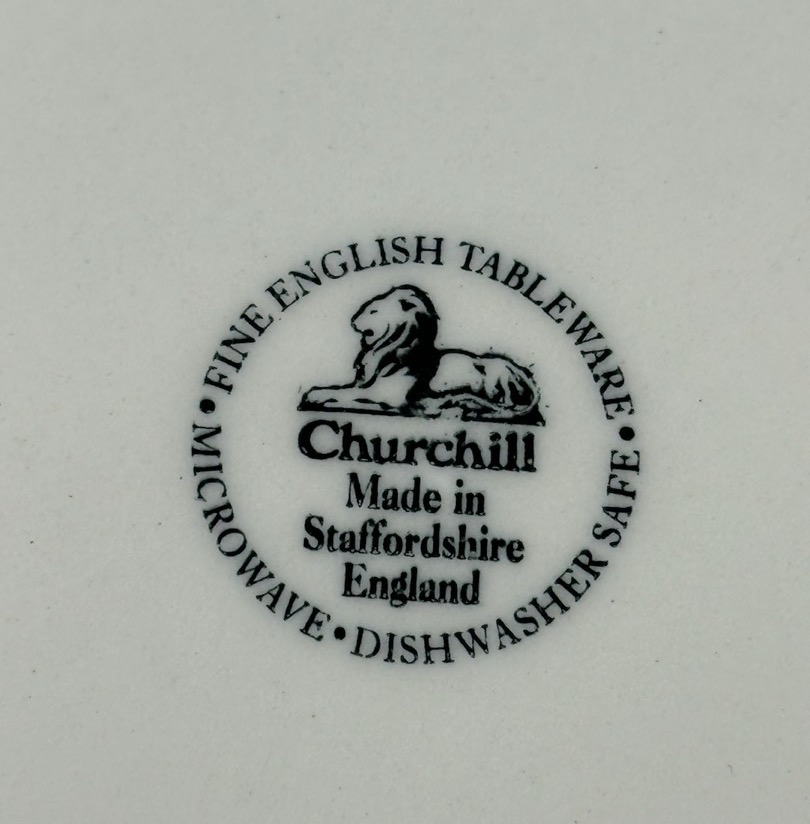 • FINE ENGLISH TABLEWARE •
Churchill
Made in
Staffordshire
England
MICROWAVE • DISHWASHER SAFE